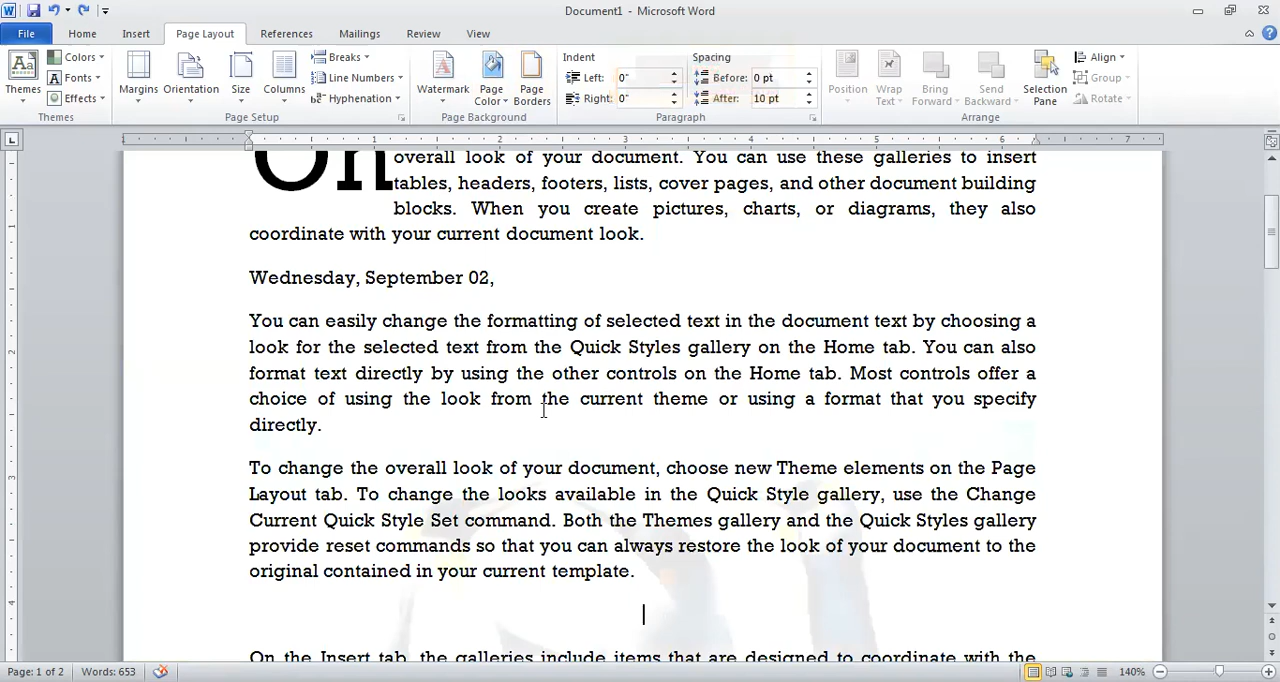 Document1 - Microsoft Word
File Home Insert Page Layout References Mailings Review View
Themes
Colors
Fonts
Effects
Themes
Margins Orientation Size Columns
Breaks
Line Numbers
Hyphenation
Page Setup
Watermark Page Color Page Borders
Page Background
Indent
Left: 0"
Right: 0"
Spacing
Before: 0 pt
After: 10 pt
Paragraph
Position Wrap Text Bring Forward Send Backward Selection Pane
Align
Group
Rotate
Arrange
1 2 3 4 5 6 7
On overall look of your document. You can use these galleries to insert
tables, headers, footers, lists, cover pages, and other document building
blocks. When you create pictures, charts, or diagrams, they also
coordinate with your current document look.
Wednesday, September 02,
You can easily change the formatting of selected text in the document text by choosing a
look for the selected text from the Quick Styles gallery on the Home tab. You can also
format text directly by using the other controls on the Home tab. Most controls offer a
choice of using the look from the current theme or using a format that you specify
directly.
To change the overall look of your document, choose new Theme elements on the Page
Layout tab. To change the looks available in the Quick Style gallery, use the Change
Current Quick Style Set command. Both the Themes gallery and the Quick Styles gallery
provide reset commands so that you can always restore the look of your document to the
original contained in your current template.
On the Insert tab, the galleries include items that are designed to coordinate with the
Page: 1 of 2 Words: 653 140%